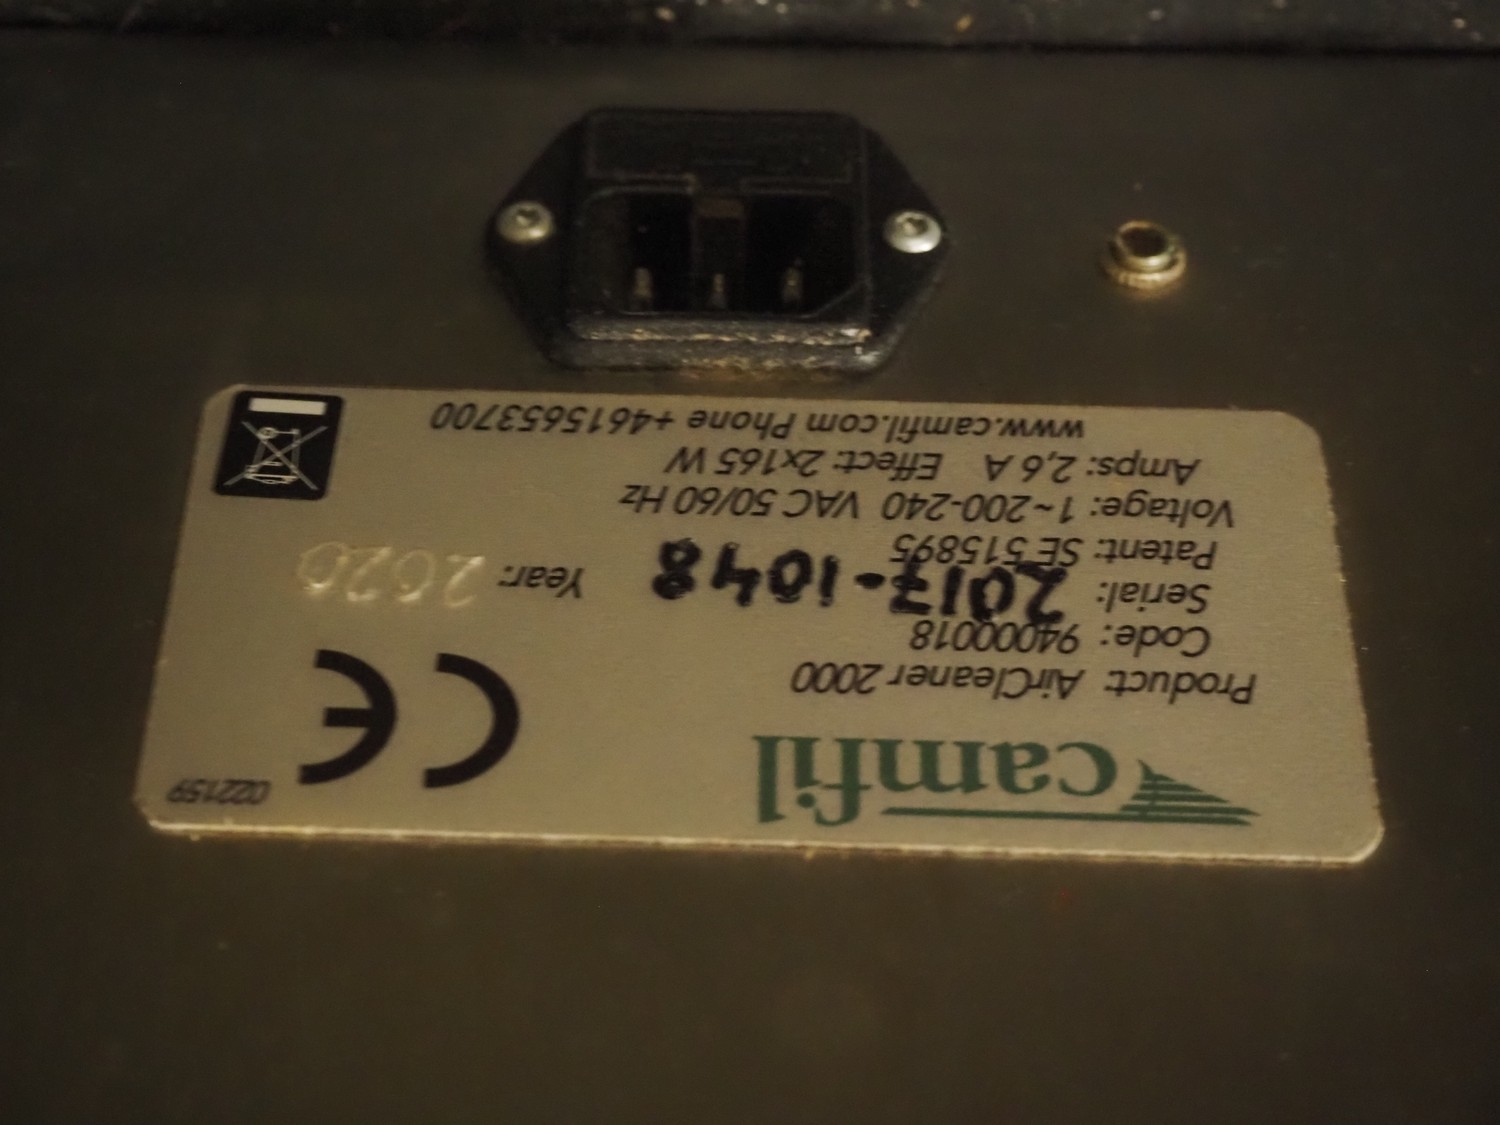 camfil
022159
Product: AirCleaner 2000
Code: 94000018
Serial: 2017-1048 Year: 2020
Patent: SE 515895
Voltage: 1~200-240 VAC 50/60 Hz
Amps: 2,6 A Effect: 2x165 W
www.camfil.com Phone +4615653700
CE